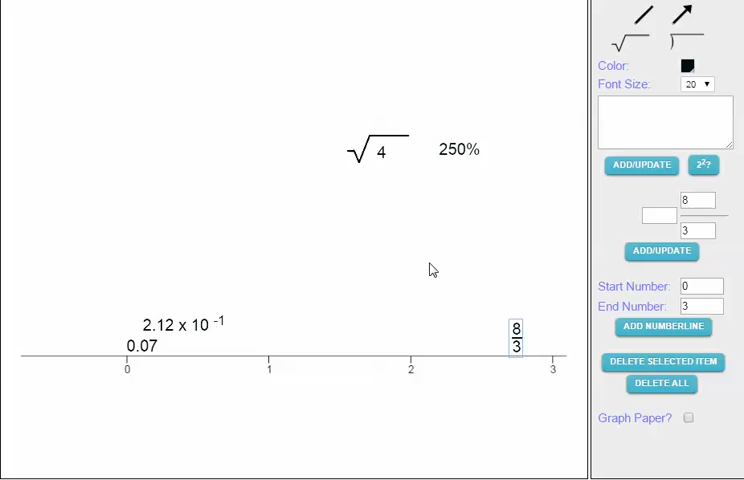 √4 250%
2.12 x 10 -1
0.07
8
3
0 1 2 3
Color:
Font Size: 20
ADD/UPDATE 2²?
8
3
ADD/UPDATE
Start Number: 0
End Number: 3
ADD NUMBERLINE
DELETE SELECTED ITEM
DELETE ALL
Graph Paper?